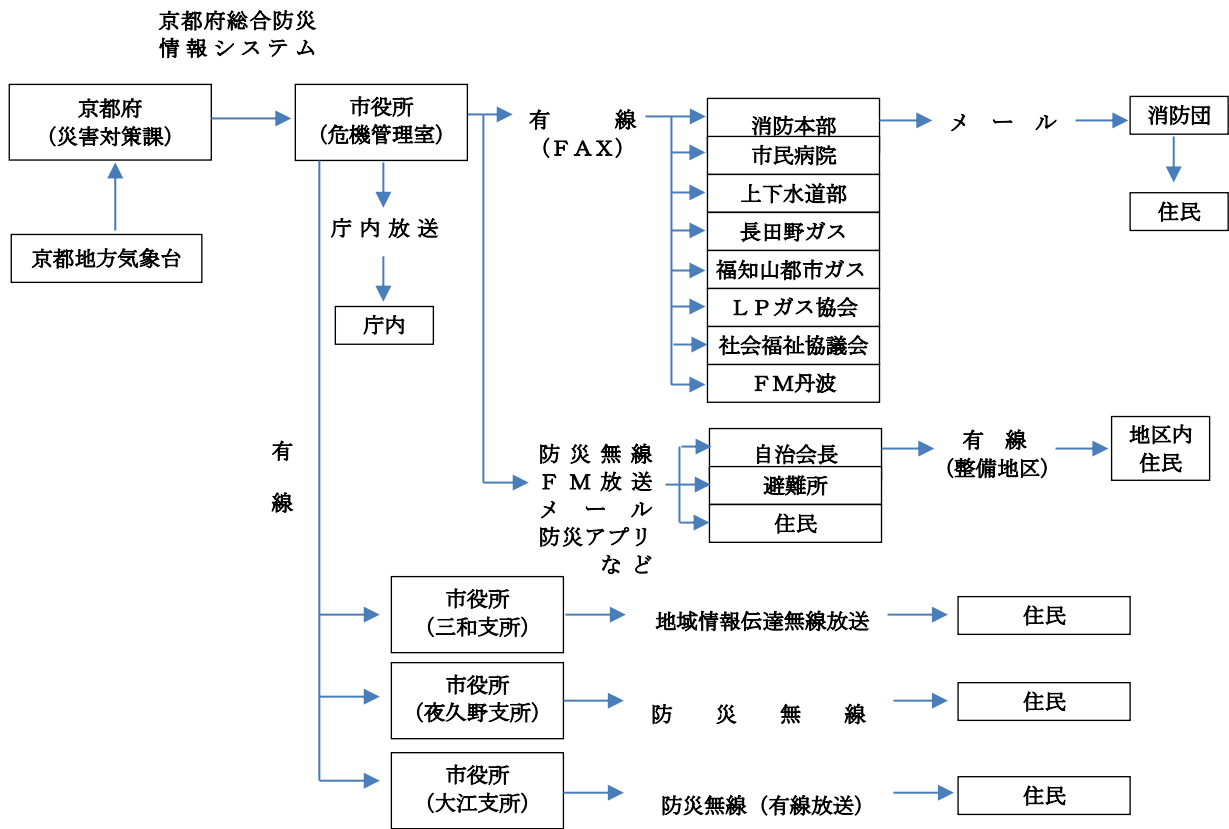 京都府総合防災
情報システム
京都府
（災害対策課）
市役所
（危機管理室）
有　　　線
（ＦＡＸ）
消防本部
市民病院
上下水道部
長田野ガス
福知山都市ガス
ＬＰガス協会
社会福祉協議会
ＦＭ丹波
メ　ー　ル
消防団
住民
京都地方気象台
庁内放送
庁内
有
線
防災無線
ＦＭ放送
メール
防災アプリ
など
自治会長
避難所
住民
有　線
（整備地区）
地区内
住民
市役所
（三和支所）
地域情報伝達無線放送
住民
市役所
（夜久野支所）
防　災　無　線
住民
市役所
（大江支所）
防災無線（有線放送）
住民